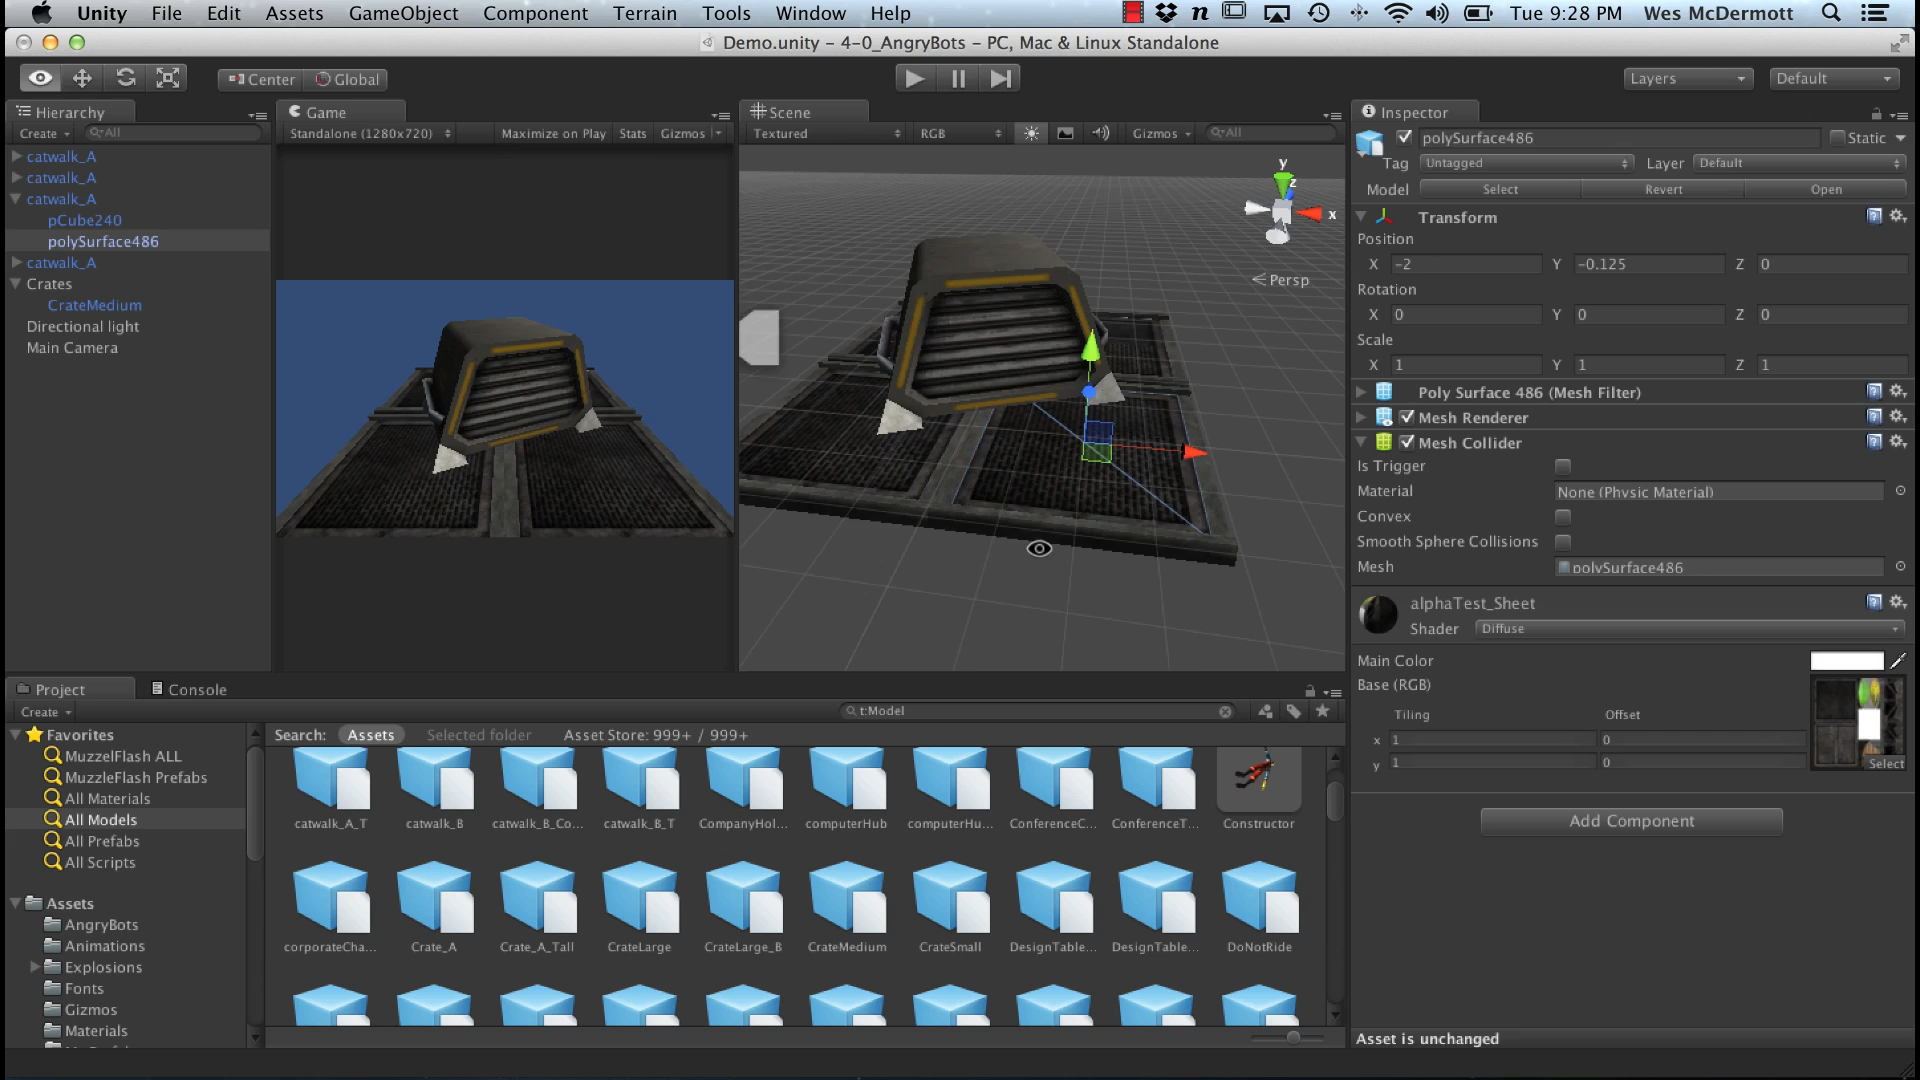 Unity File Edit Assets GameObject Component Terrain Tools Window Help Tue 9:28 PM Wes McDermott
Demo.unity – 4-0_AngryBots – PC, Mac & Linux Standalone
Center Global Layers Default
Hierarchy
Create All
catwalk_A
catwalk_A
catwalk_A
pCube240
polySurface486
catwalk_A
Crates
CrateMedium
Directional light
Main Camera
Game
Standalone (1280x720) Maximize on Play Stats Gizmos
Scene
Textured RGB Gizmos All
y
z
x
Persp
Inspector
polySurface486 Static
Tag Untagged Layer Default
Model Select Revert Open
Transform
Position
X -2 Y -0.125 Z 0
Rotation
X 0 Y 0 Z 0
Scale
X 1 Y 1 Z 1
Poly Surface 486 (Mesh Filter)
Mesh Renderer
Mesh Collider
Is Trigger
Material None (Physic Material)
Convex
Smooth Sphere Collisions
Mesh polySurface486
alphaTest_Sheet
Shader Diffuse
Main Color
Base (RGB)
Tiling Offset
x 1 0
y 1 0
Select
Add Component
Asset is unchanged
Project Console
Create t:Model
Favorites
MuzzelFlash ALL
MuzzleFlash Prefabs
All Materials
All Models
All Prefabs
All Scripts
Assets
AngryBots
Animations
Explosions
Fonts
Gizmos
Materials
Search: Assets Selected folder Asset Store: 999+ / 999+
catwalk_A_T catwalk_B catwalk_B_Co... catwalk_B_T CompanyHol... computerHub computerHu... ConferenceC... ConferenceT... Constructor
corporateCha... Crate_A Crate_A_Tall CrateLarge CrateLarge_B CrateMedium CrateSmall DesignTable... DesignTable... DoNotRide